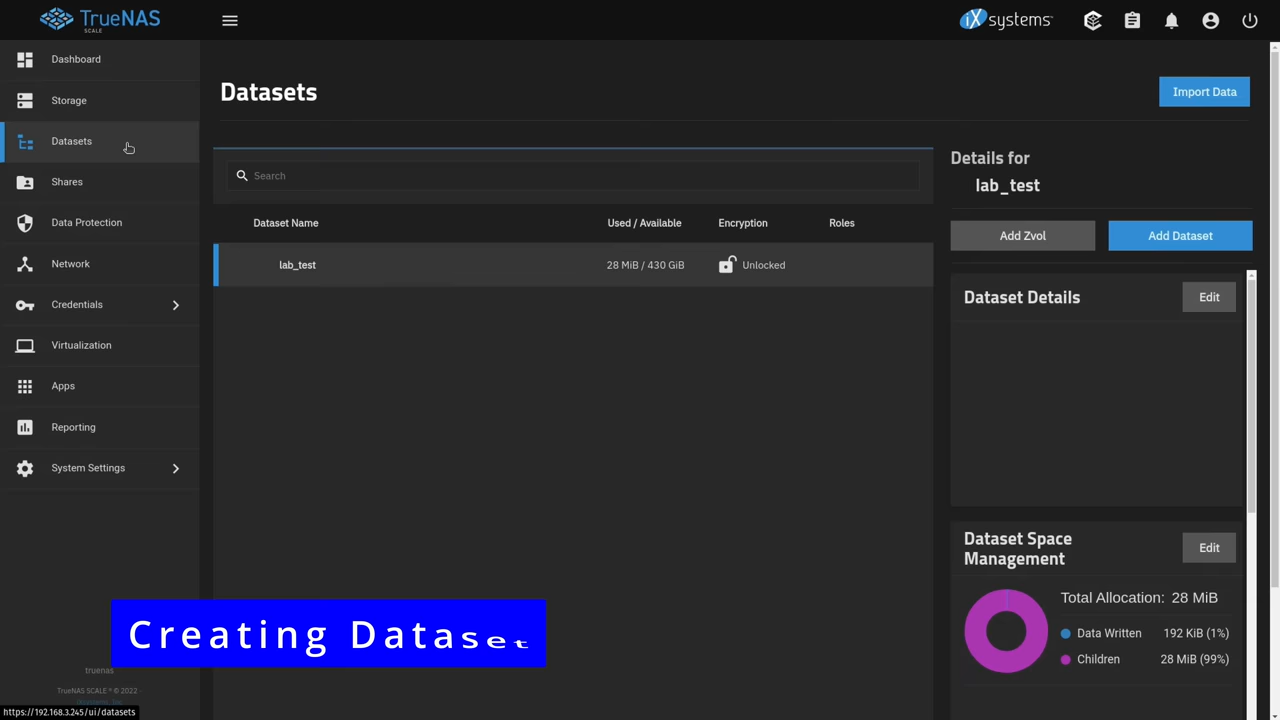 TrueNAS
SCALE
iXsystems
Dashboard
Storage
Datasets
Shares
Data Protection
Network
Credentials
Virtualization
Apps
Reporting
System Settings
truenas
TrueNAS SCALE ® © 2022
https://192.168.3.245/ui/datasets
Datasets
Import Data
Search
Dataset Name Used / Available Encryption Roles
lab_test 28 MiB / 430 GiB Unlocked
Details for
lab_test
Add Zvol Add Dataset
Dataset Details Edit
Dataset Space
Management
Edit
Total Allocation: 28 MiB
Data Written 192 KiB (1%)
Children 28 MiB (99%)
Creating Dataset